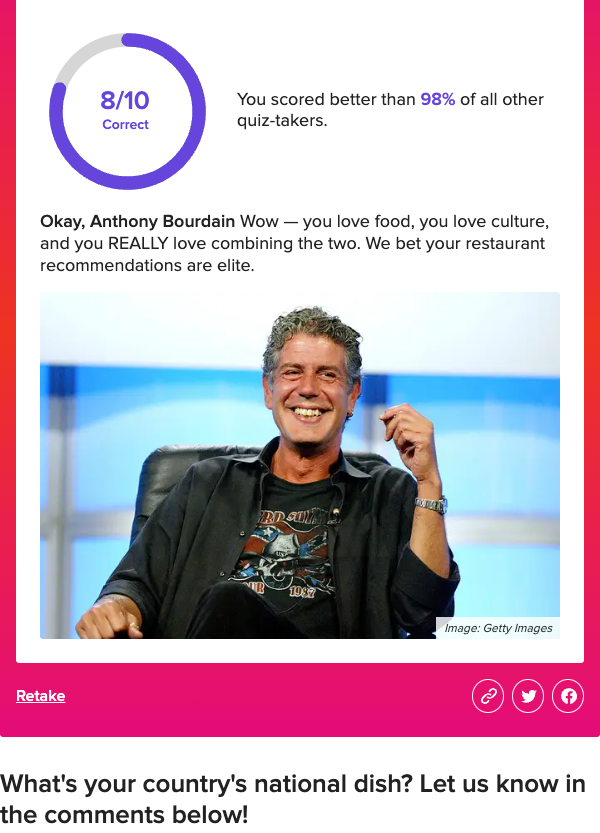 8/10
Correct
You scored better than 98% of all other
quiz-takers.
Okay, Anthony Bourdain Wow — you love food, you love culture,
and you REALLY love combining the two. We bet your restaurant
recommendations are elite.
1997
Image: Getty Images
Retake
What's your country's national dish? Let us know in
the comments below!